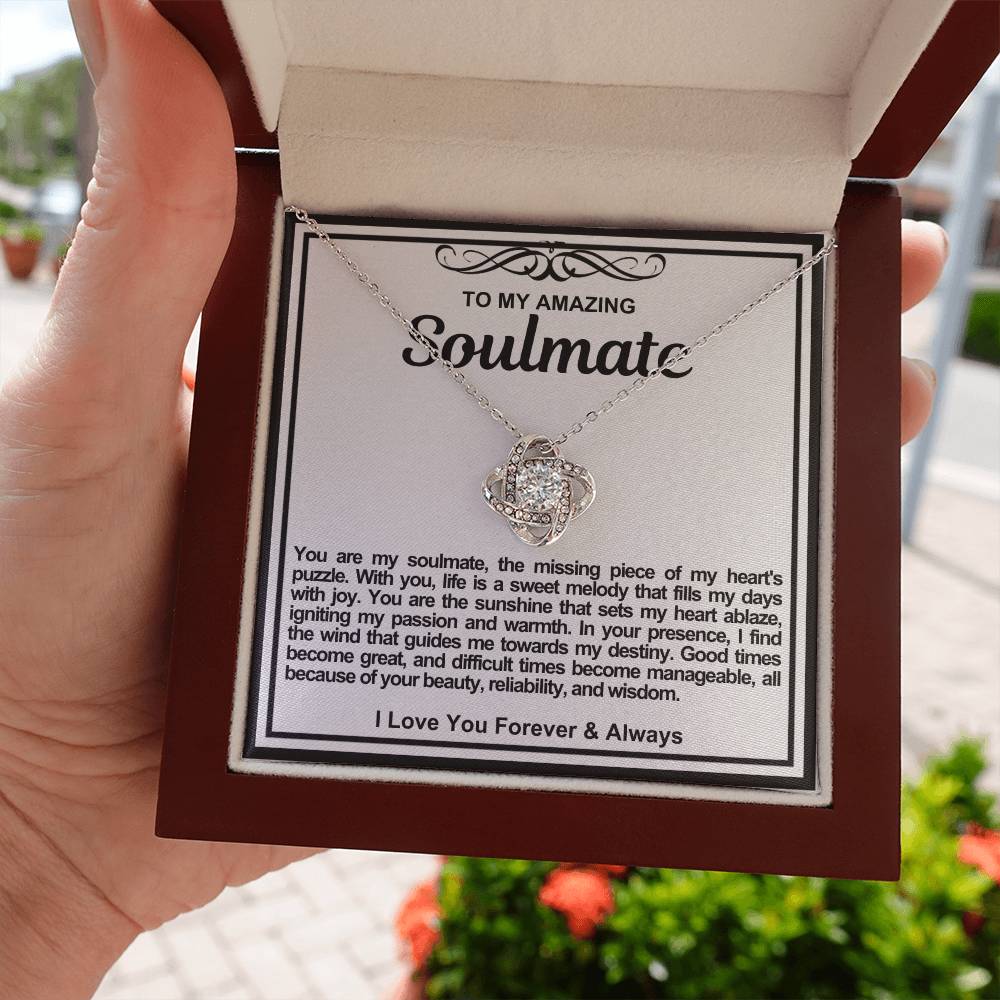 TO MY AMAZING
Soulmate
You are my soulmate, the missing piece of my heart's
puzzle. With you, life is a sweet melody that fills my days
with joy. You are the sunshine that sets my heart ablaze,
igniting my passion and warmth. In your presence, I find
the wind that guides me towards my destiny. Good times
become great, and difficult times become manageable, all
because of your beauty, reliability, and wisdom.
I Love You Forever & Always